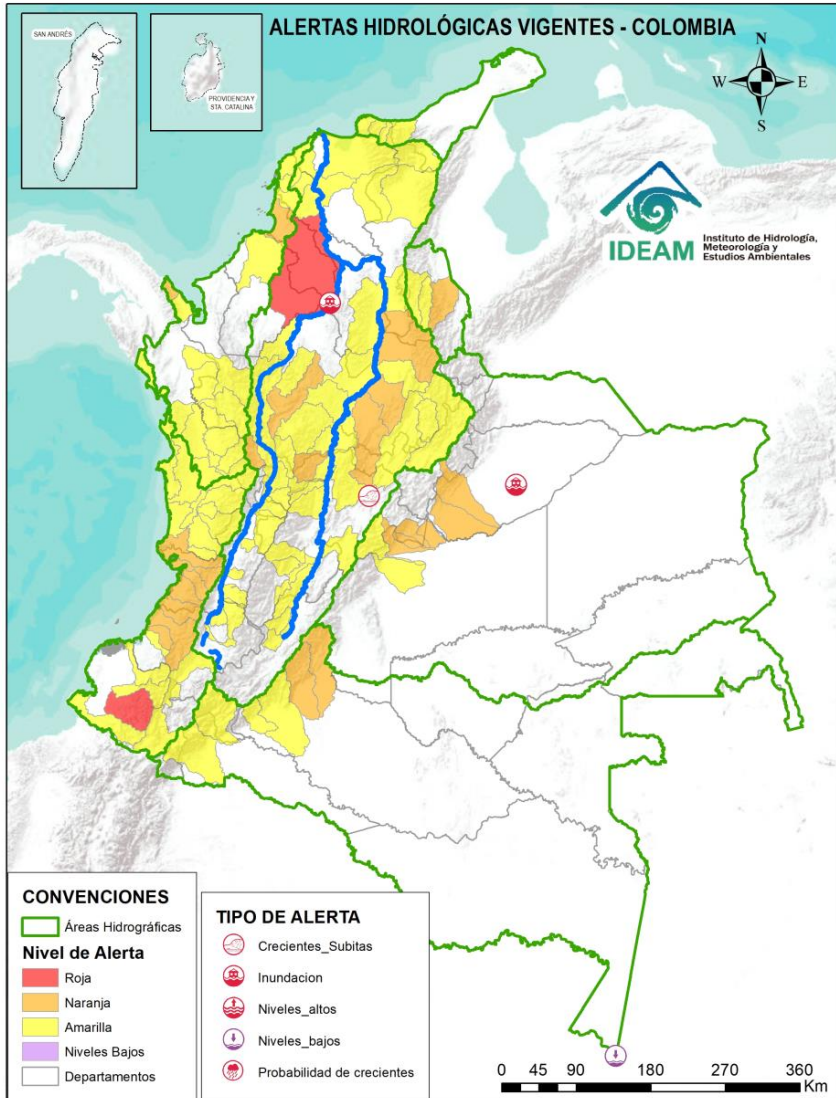 ALERTAS HIDROLÓGICAS VIGENTES - COLOMBIA
SAN ANDRÉS
PROVIDENCIA Y
STA. CATALINA
N
W
E
S
IDEAM
Instituto de Hidrología,
Meteorología y
Estudios Ambientales
CONVENCIONES
Áreas Hidrográficas
Nivel de Alerta
Roja
Naranja
Amarilla
Niveles Bajos
Departamentos
TIPO DE ALERTA
Crecientes_Subitas
Inundacion
Niveles_altos
Niveles_bajos
Probabilidad de crecientes
0 45 90 180 270 360
Km